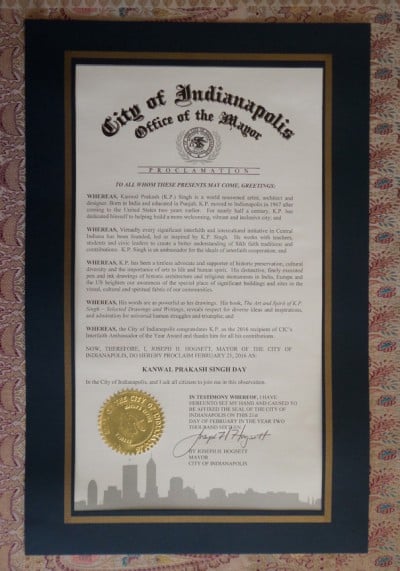 City of Indianapolis
Office of the Mayor
PROCLAMATION
TO ALL WHOM THESE PRESENTS MAY COME, GREETINGS:
WHEREAS, Kanwal Prakash (K.P.) Singh is a world renowned artist, architect and
designer. Born in India and educated in Punjab, K.P. moved to Indianapolis in 1967 after
coming to the United States two years earlier. For nearly half a century, K.P. has
dedicated himself to helping build a more welcoming, vibrant and inclusive city, and
WHEREAS, Virtually every significant interfaith and intercultural initiative in Central
Indiana has been founded, led or inspired by K.P. Singh. He works with teachers,
students and civic leaders to create a better understanding of Sikh faith traditions and
contributions. K.P. Singh is an ambassador for the ideals of interfaith cooperation; and
WHEREAS, K.P. has been a tireless advocate and supporter of historic preservation, cultural
diversity and the importance of arts to life and human spirit. His distinctive, finely executed
pen and ink drawings of historic architecture and religious monuments in India, Europe and
the US heighten our awareness of the special place of significant buildings and sites in the
visual, cultural and spiritual fabric of our communities.
WHEREAS, His words are as powerful as his drawings. His book, The Art and Spirit of K.P.
Singh – Selected Drawings and Writings, reveals respect for diverse ideas and inspirations,
and admiration for universal human struggles and triumphs; and
WHEREAS, the City of Indianapolis congratulates K.P. as the 2016 recipient of CIC's
Interfaith Ambassador of the Year Award and thanks him for all his contributions.
NOW, THEREFORE, I, JOSEPH H. HOGSETT, MAYOR OF THE CITY OF
INDIANAPOLIS, DO HEREBY PROCLAIM FEBRUARY 21, 2016 AS:
KANWAL PRAKASH SINGH DAY
In the City of Indianapolis, and I ask all citizens to join me in this observation.
IN TESTIMONY WHEREOF, I HAVE
HEREUNTO SET MY HAND AND CAUSED TO
BE AFFIXED THE SEAL OF THE CITY OF
INDIANAPOLIS ON THIS 21st
DAY OF FEBRUARY IN THE YEAR TWO
THOUSAND SIXTEEN.
Joseph H Hogsett
BY JOSEPH H. HOGSETT
MAYOR
CITY OF INDIANAPOLIS